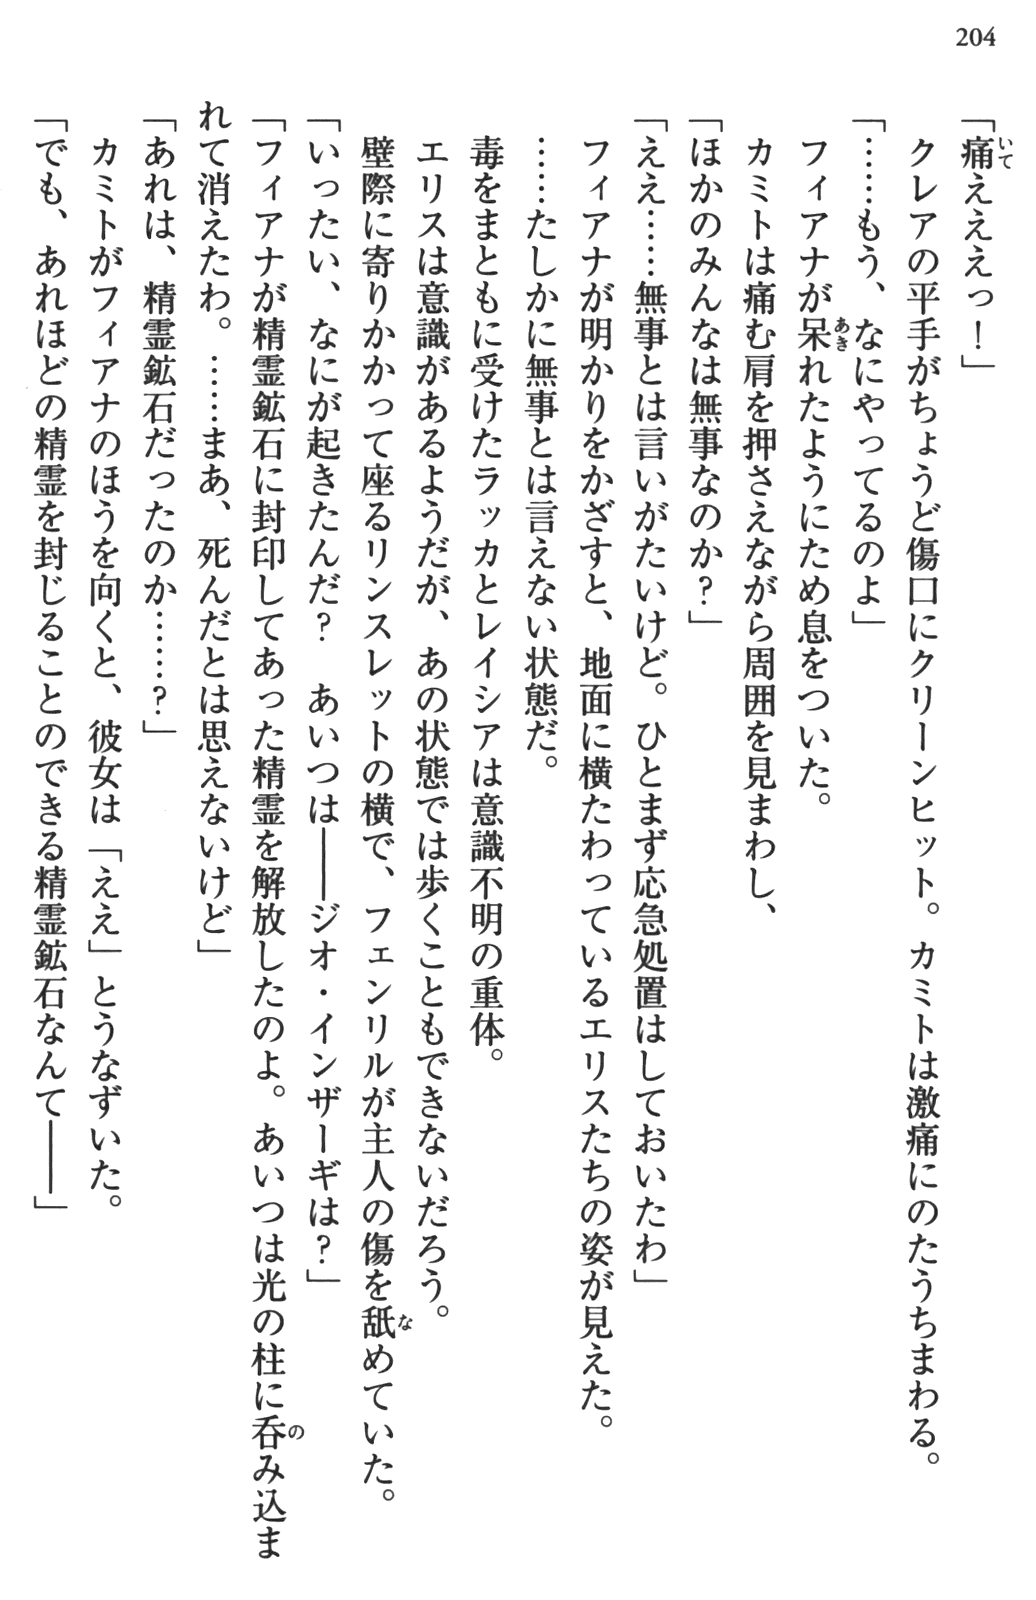 204
「痛えええっ！」
クレアの平手がちょうど傷口にクリーンヒット。カミトは激痛にのたうちまわる。
「……もう、なにやってるのよ」
フィアナが呆れたようにため息をついた。
カミトは痛む肩を押さえながら周囲を見まわし、
「ほかのみんなは無事なのか？」
「ええ……無事とは言いがたいけど。ひとまず応急処置はしておいたわ」
フィアナが明かりをかざすと、地面に横たわっているエリスたちの姿が見えた。
……たしかに無事とは言えない状態だ。
毒をまともに受けたラッカとレイシアは意識不明の重体。
エリスは意識があるようだが、あの状態では歩くこともできないだろう。
壁際に寄りかかって座るリンスレットの横で、フェンリルが主人の傷を舐めていた。
「いったい、なにが起きたんだ？　あいつは――ジオ・インザーギは？」
「フィアナが精霊鉱石に封印してあった精霊を解放したのよ。あいつは光の柱に呑み込ま
れて消えたわ。……まあ、死んだとは思えないけど」
「あれは、精霊鉱石だったのか……？」
カミトがフィアナのほうを向くと、彼女は「ええ」とうなずいた。
「でも、あれほどの精霊を封じることのできる精霊鉱石なんて――」